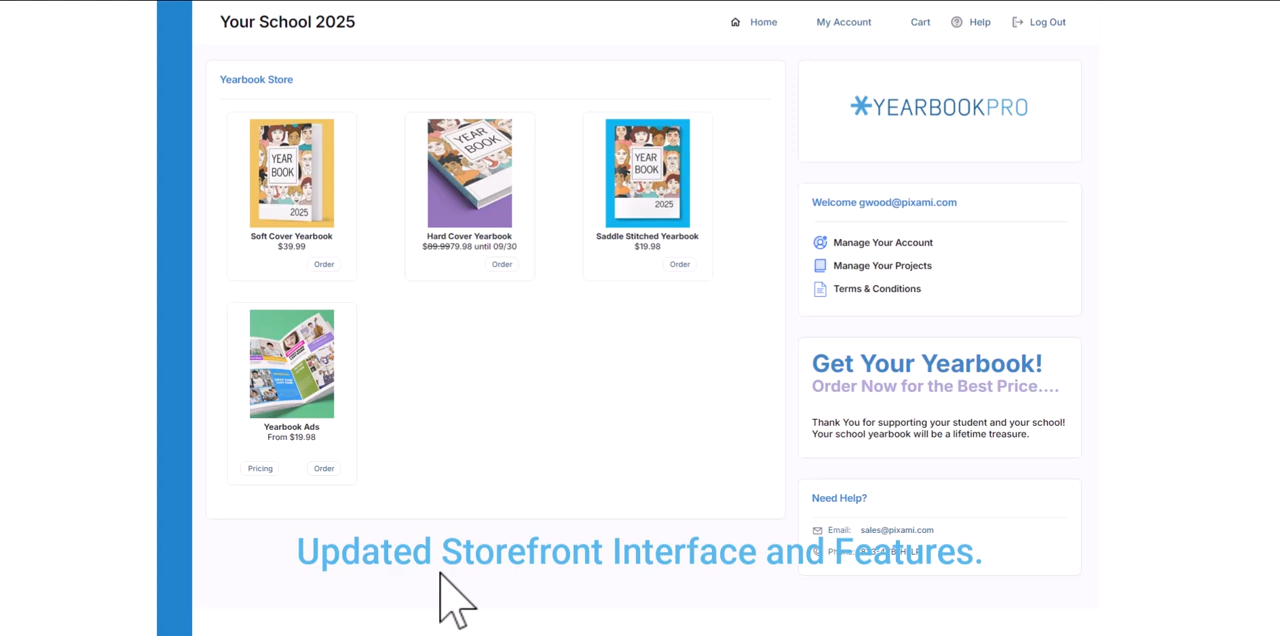 Your School 2025
Home
My Account
Cart
Help
Log Out
Yearbook Store
YEAR
BOOK
2025
Soft Cover Yearbook
$39.99
Order
YEAR
BOOK
Hard Cover Yearbook
$89.9979.98 until 09/30
Order
YEAR
BOOK
2025
Saddle Stitched Yearbook
$19.98
Order
Yearbook Ads
From $19.98
Pricing
Order
YEARBOOKPRO
Welcome gwood@pixami.com
Manage Your Account
Manage Your Projects
Terms & Conditions
Get Your Yearbook!
Order Now for the Best Price....
Thank You for supporting your student and your school!
Your school yearbook will be a lifetime treasure.
Need Help?
Email: sales@pixami.com
Updated Storefront Interface and Features.